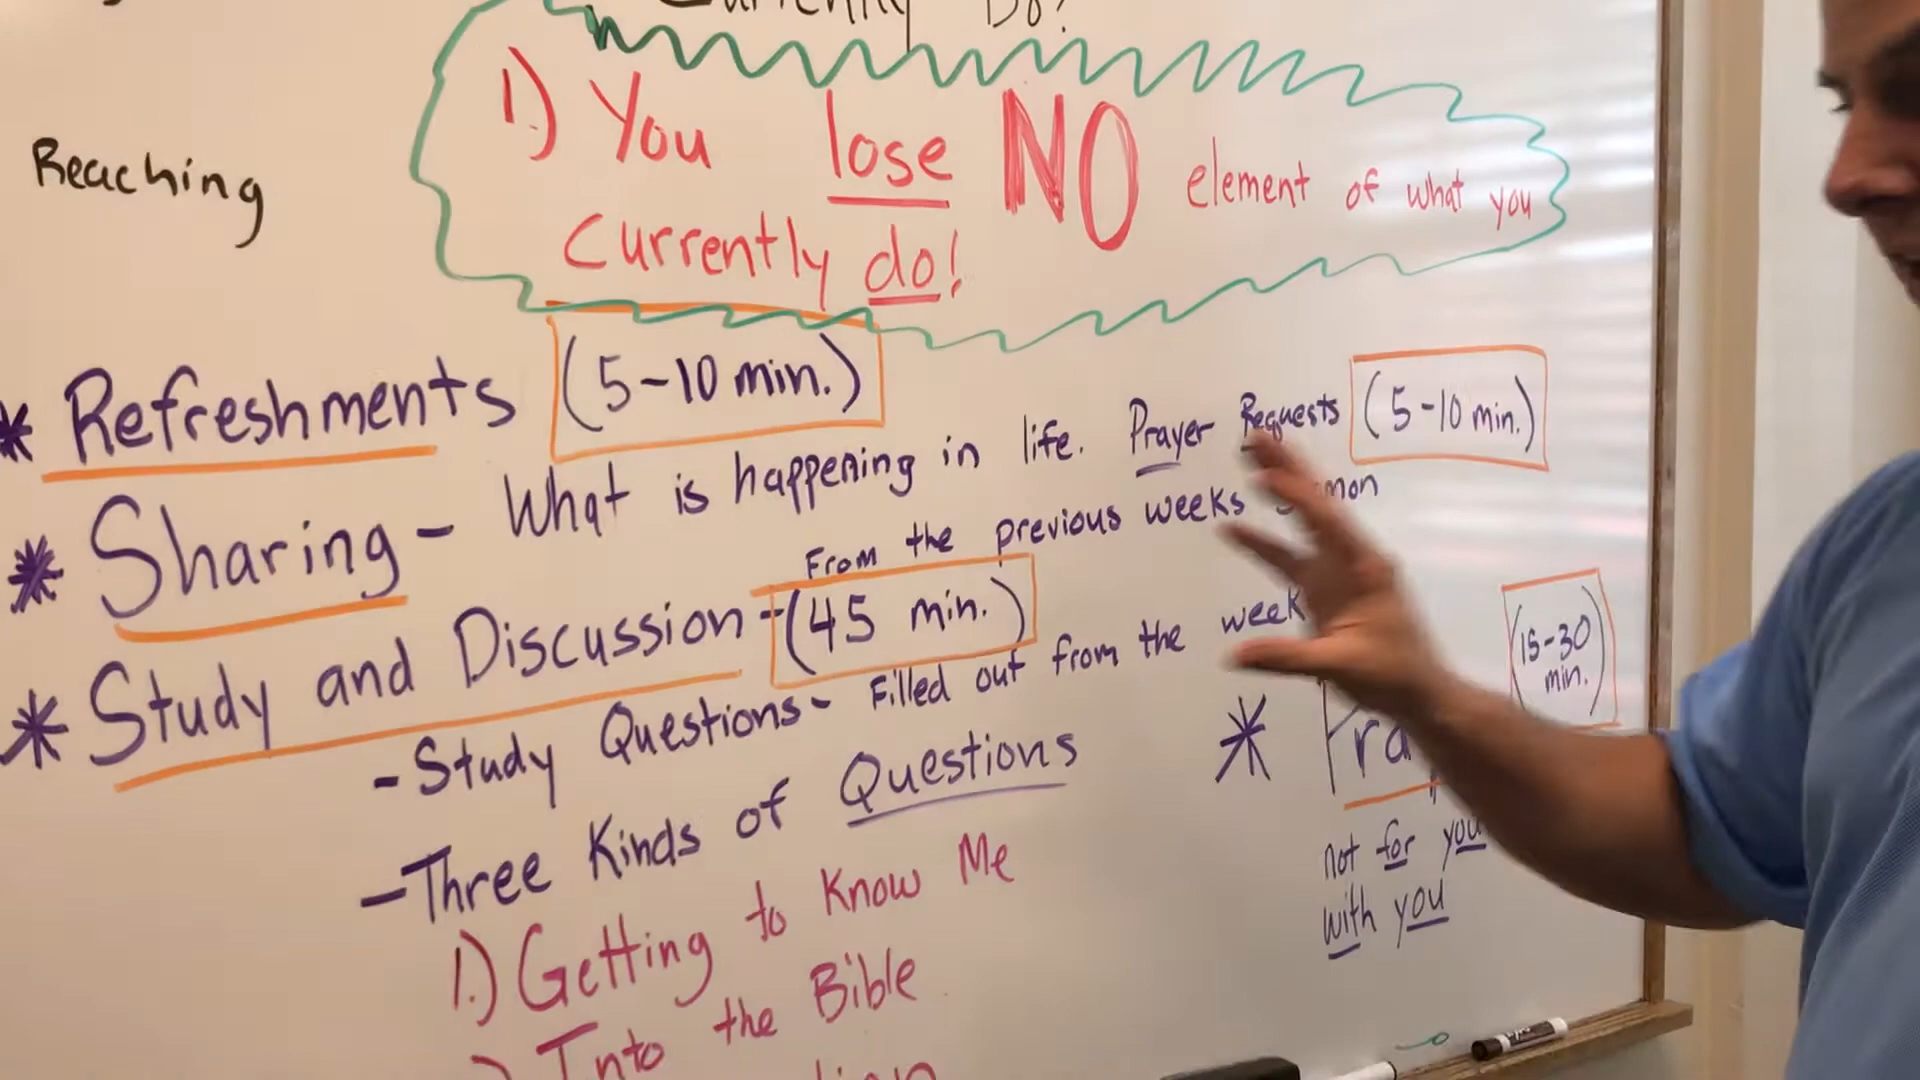 Currently Do?
Reaching
1.) You lose NO element of what you
currently do!
* Refreshments (5-10 min.)
* Sharing - What is happening in life. Prayer Requests (5-10 min.)
From the previous weeks
* Study and Discussion - (45 min.)
- Study Questions - Filled out from the week
(15-30 min.)
*
- Three Kinds of Questions
not for you
with you
1.) Getting to Know Me
Into the Bible